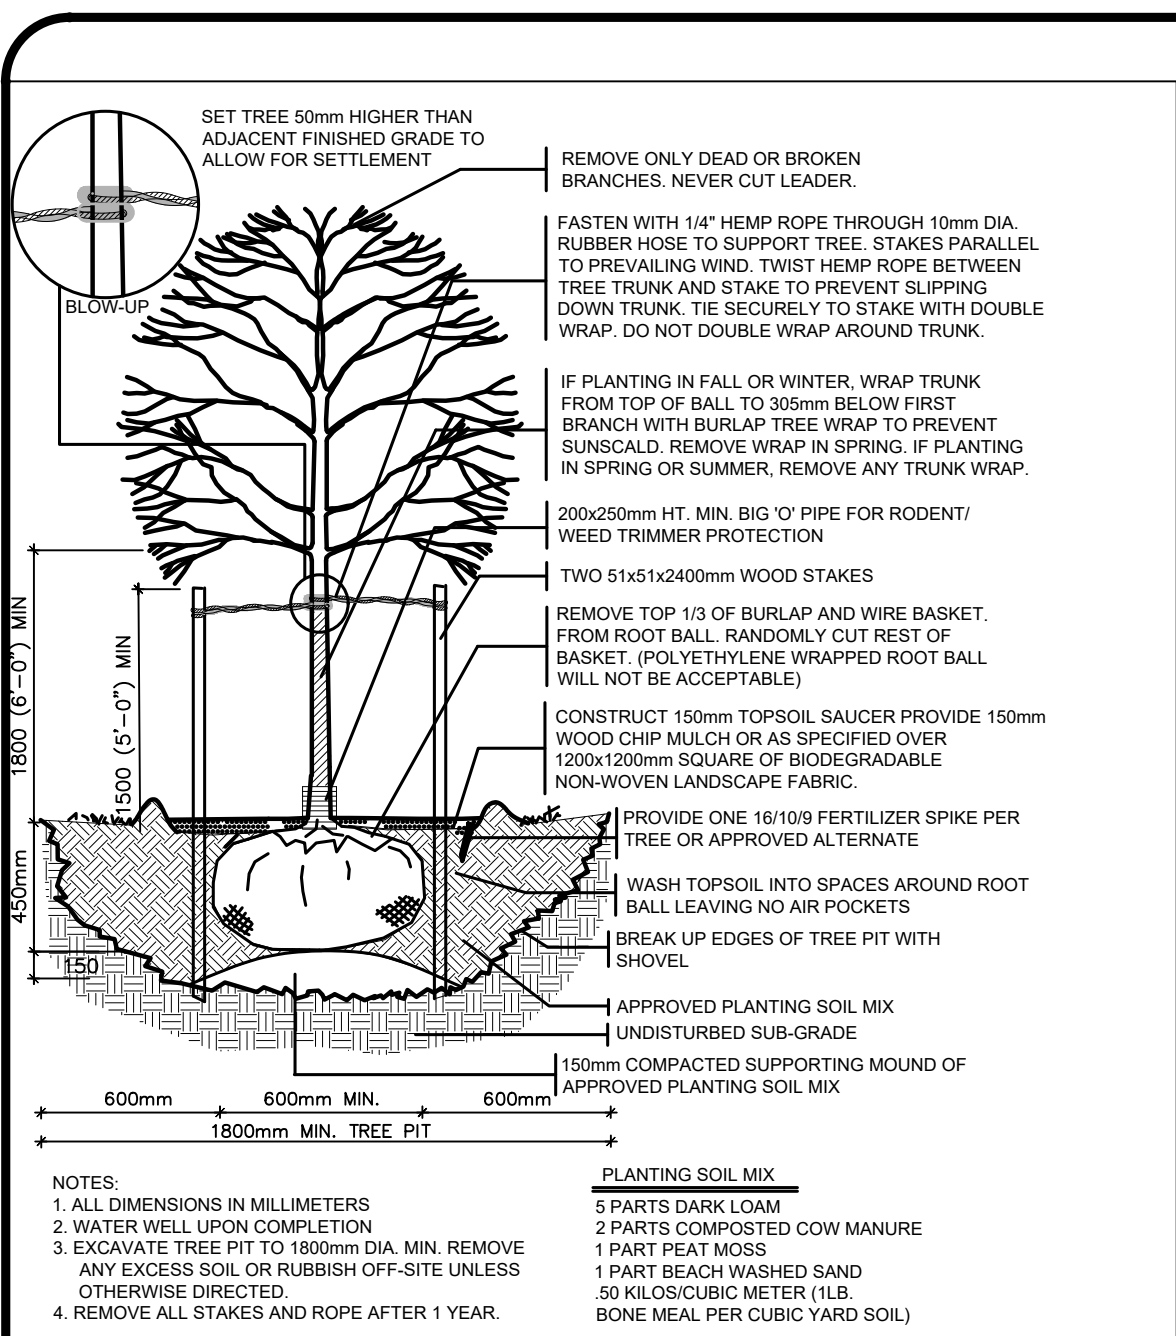 SET TREE 50mm HIGHER THAN
ADJACENT FINISHED GRADE TO
ALLOW FOR SETTLEMENT
BLOW-UP
REMOVE ONLY DEAD OR BROKEN
BRANCHES. NEVER CUT LEADER.
FASTEN WITH 1/4" HEMP ROPE THROUGH 10mm DIA.
RUBBER HOSE TO SUPPORT TREE. STAKES PARALLEL
TO PREVAILING WIND. TWIST HEMP ROPE BETWEEN
TREE TRUNK AND STAKE TO PREVENT SLIPPING
DOWN TRUNK. TIE SECURELY TO STAKE WITH DOUBLE
WRAP. DO NOT DOUBLE WRAP AROUND TRUNK.
IF PLANTING IN FALL OR WINTER, WRAP TRUNK
FROM TOP OF BALL TO 305mm BELOW FIRST
BRANCH WITH BURLAP TREE WRAP TO PREVENT
SUNSCALD. REMOVE WRAP IN SPRING. IF PLANTING
IN SPRING OR SUMMER, REMOVE ANY TRUNK WRAP.
200x250mm HT. MIN. BIG 'O' PIPE FOR RODENT/
WEED TRIMMER PROTECTION
TWO 51x51x2400mm WOOD STAKES
REMOVE TOP 1/3 OF BURLAP AND WIRE BASKET.
FROM ROOT BALL. RANDOMLY CUT REST OF
BASKET. (POLYETHYLENE WRAPPED ROOT BALL
WILL NOT BE ACCEPTABLE)
CONSTRUCT 150mm TOPSOIL SAUCER PROVIDE 150mm
WOOD CHIP MULCH OR AS SPECIFIED OVER
1200x1200mm SQUARE OF BIODEGRADABLE
NON-WOVEN LANDSCAPE FABRIC.
PROVIDE ONE 16/10/9 FERTILIZER SPIKE PER
TREE OR APPROVED ALTERNATE
WASH TOPSOIL INTO SPACES AROUND ROOT
BALL LEAVING NO AIR POCKETS
BREAK UP EDGES OF TREE PIT WITH
SHOVEL
APPROVED PLANTING SOIL MIX
UNDISTURBED SUB-GRADE
150mm COMPACTED SUPPORTING MOUND OF
APPROVED PLANTING SOIL MIX
1800 (6'-0") MIN
1500 (5'-0") MIN
450mm
150
600mm
600mm MIN.
600mm
1800mm MIN. TREE PIT
NOTES:
1. ALL DIMENSIONS IN MILLIMETERS
2. WATER WELL UPON COMPLETION
3. EXCAVATE TREE PIT TO 1800mm DIA. MIN. REMOVE
ANY EXCESS SOIL OR RUBBISH OFF-SITE UNLESS
OTHERWISE DIRECTED.
4. REMOVE ALL STAKES AND ROPE AFTER 1 YEAR.
PLANTING SOIL MIX
5 PARTS DARK LOAM
2 PARTS COMPOSTED COW MANURE
1 PART PEAT MOSS
1 PART BEACH WASHED SAND
.50 KILOS/CUBIC METER (1LB.
BONE MEAL PER CUBIC YARD SOIL)